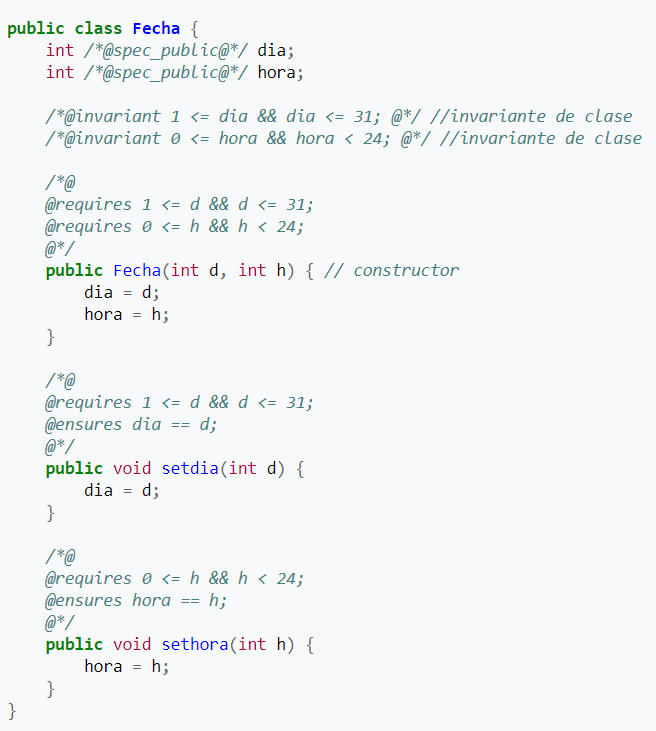 public class Fecha {
    int /*@spec_public@*/ dia;
    int /*@spec_public@*/ hora;

    /*@invariant 1 <= dia && dia <= 31; @*/ //invariante de clase
    /*@invariant 0 <= hora && hora < 24; @*/ //invariante de clase

    /*@
    @requires 1 <= d && d <= 31;
    @requires 0 <= h && h < 24;
    @*/
    public Fecha(int d, int h) { // constructor
        dia = d;
        hora = h;
    }

    /*@
    @requires 1 <= d && d <= 31;
    @ensures dia == d;
    @*/
    public void setdia(int d) {
        dia = d;
    }

    /*@
    @requires 0 <= h && h < 24;
    @ensures hora == h;
    @*/
    public void sethora(int h) {
        hora = h;
    }
}